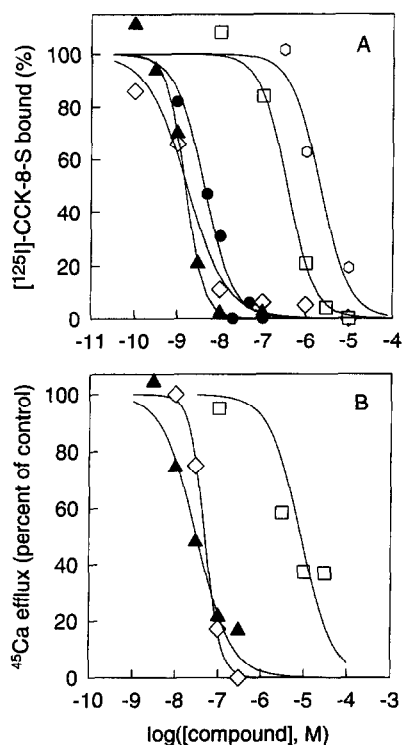 A
[¹²⁵I]-CCK-8-S bound (%)
100
80
60
40
20
0
-11 -10 -9 -8 -7 -6 -5 -4
B
⁴⁵Ca efflux (percent of control)
100
80
60
40
20
0
-10 -9 -8 -7 -6 -5 -4 -3
log([compound], M)